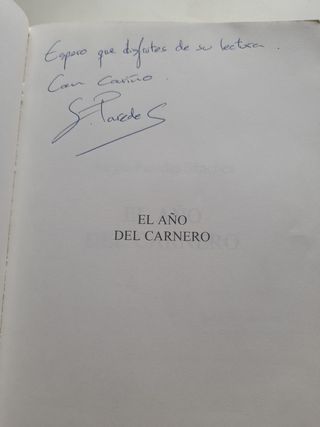 Espero que disfrutes de su lectura.
Con cariño.
S. Paredes
EL AÑO
DEL CARNERO